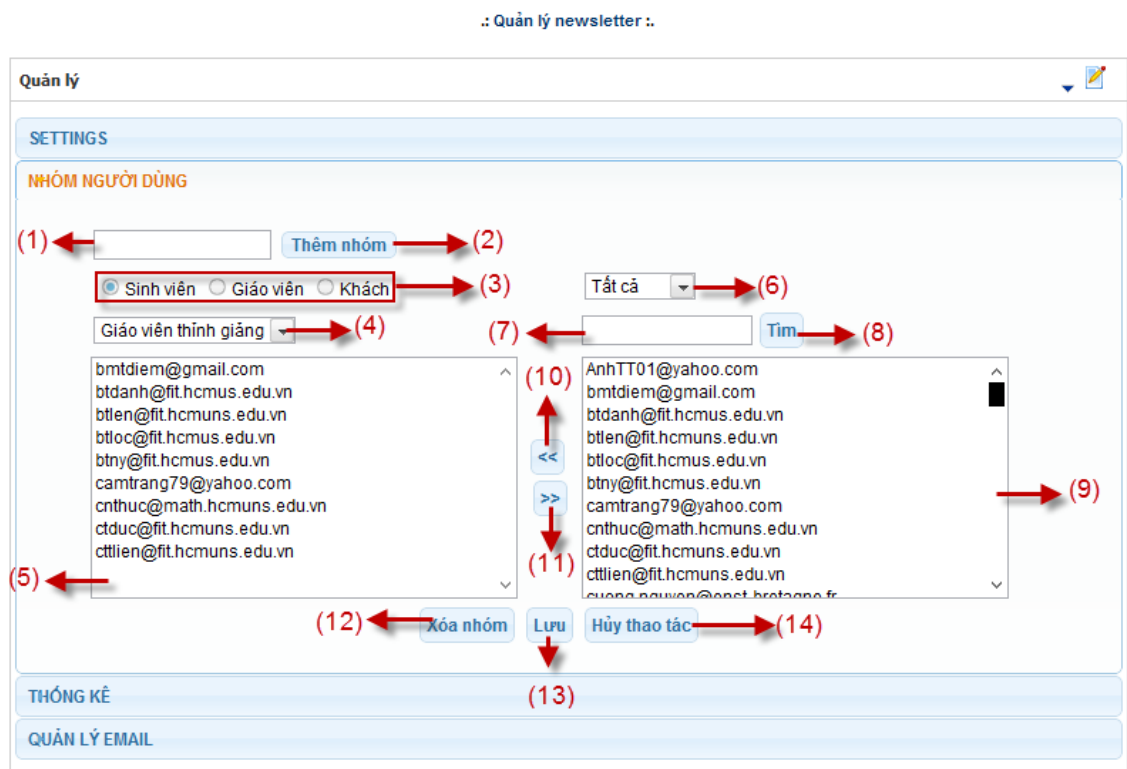 .: Quản lý newsletter :.
Quản lý
SETTINGS
NHÓM NGƯỜI DÙNG
(1) Thêm nhóm (2)
Sinh viên Giáo viên Khách (3) Tất cả (6)
Giáo viên thỉnh giảng (4) (7) Tìm (8)
bmtdiem@gmail.com
btdanh@fit.hcmus.edu.vn
btlen@fit.hcmuns.edu.vn
btloc@fit.hcmus.edu.vn
btny@fit.hcmus.edu.vn
camtrang79@yahoo.com
cnthuc@math.hcmuns.edu.vn
ctduc@fit.hcmuns.edu.vn
cttlien@fit.hcmuns.edu.vn
(5)
(10)
<<
>>
(11)
AnhTT01@yahoo.com
bmtdiem@gmail.com
btdanh@fit.hcmus.edu.vn
btlen@fit.hcmuns.edu.vn
btloc@fit.hcmus.edu.vn
btny@fit.hcmus.edu.vn
camtrang79@yahoo.com
cnthuc@math.hcmuns.edu.vn
ctduc@fit.hcmuns.edu.vn
cttlien@fit.hcmuns.edu.vn
cuong.nguyen@enst-bretagne.fr
(9)
(12) Xóa nhóm Lưu Hủy thao tác (14)
(13)
THỐNG KÊ
QUẢN LÝ EMAIL